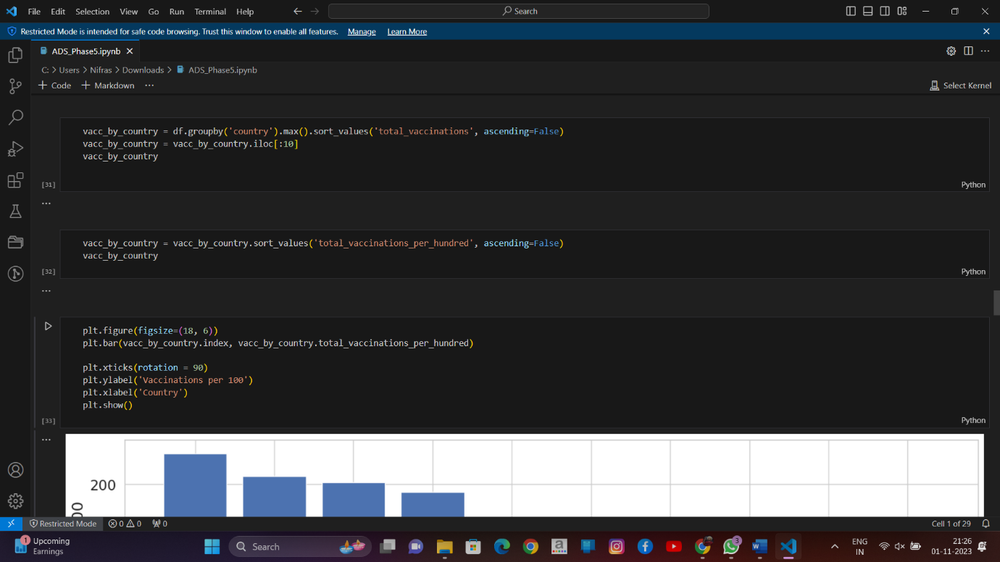 File Edit Selection View Go Run Terminal Help
Search
Restricted Mode is intended for safe code browsing. Trust this window to enable all features. Manage Learn More
ADS_Phase5.ipynb
C: > Users > Nifras > Downloads > ADS_Phase5.ipynb
+ Code + Markdown ...
Select Kernel
vacc_by_country = df.groupby('country').max().sort_values('total_vaccinations', ascending=False)
vacc_by_country = vacc_by_country.iloc[:10]
vacc_by_country
[31]
Python
...
vacc_by_country = vacc_by_country.sort_values('total_vaccinations_per_hundred', ascending=False)
vacc_by_country
[32]
Python
...
plt.figure(figsize=(18, 6))
plt.bar(vacc_by_country.index, vacc_by_country.total_vaccinations_per_hundred)
plt.xticks(rotation = 90)
plt.ylabel('Vaccinations per 100')
plt.xlabel('Country')
plt.show()
[33]
Python
...
200
Restricted Mode
0 0 0
Cell 1 of 29
1
Upcoming
Earnings
Search
3
ENG
IN
21:26
01-11-2023